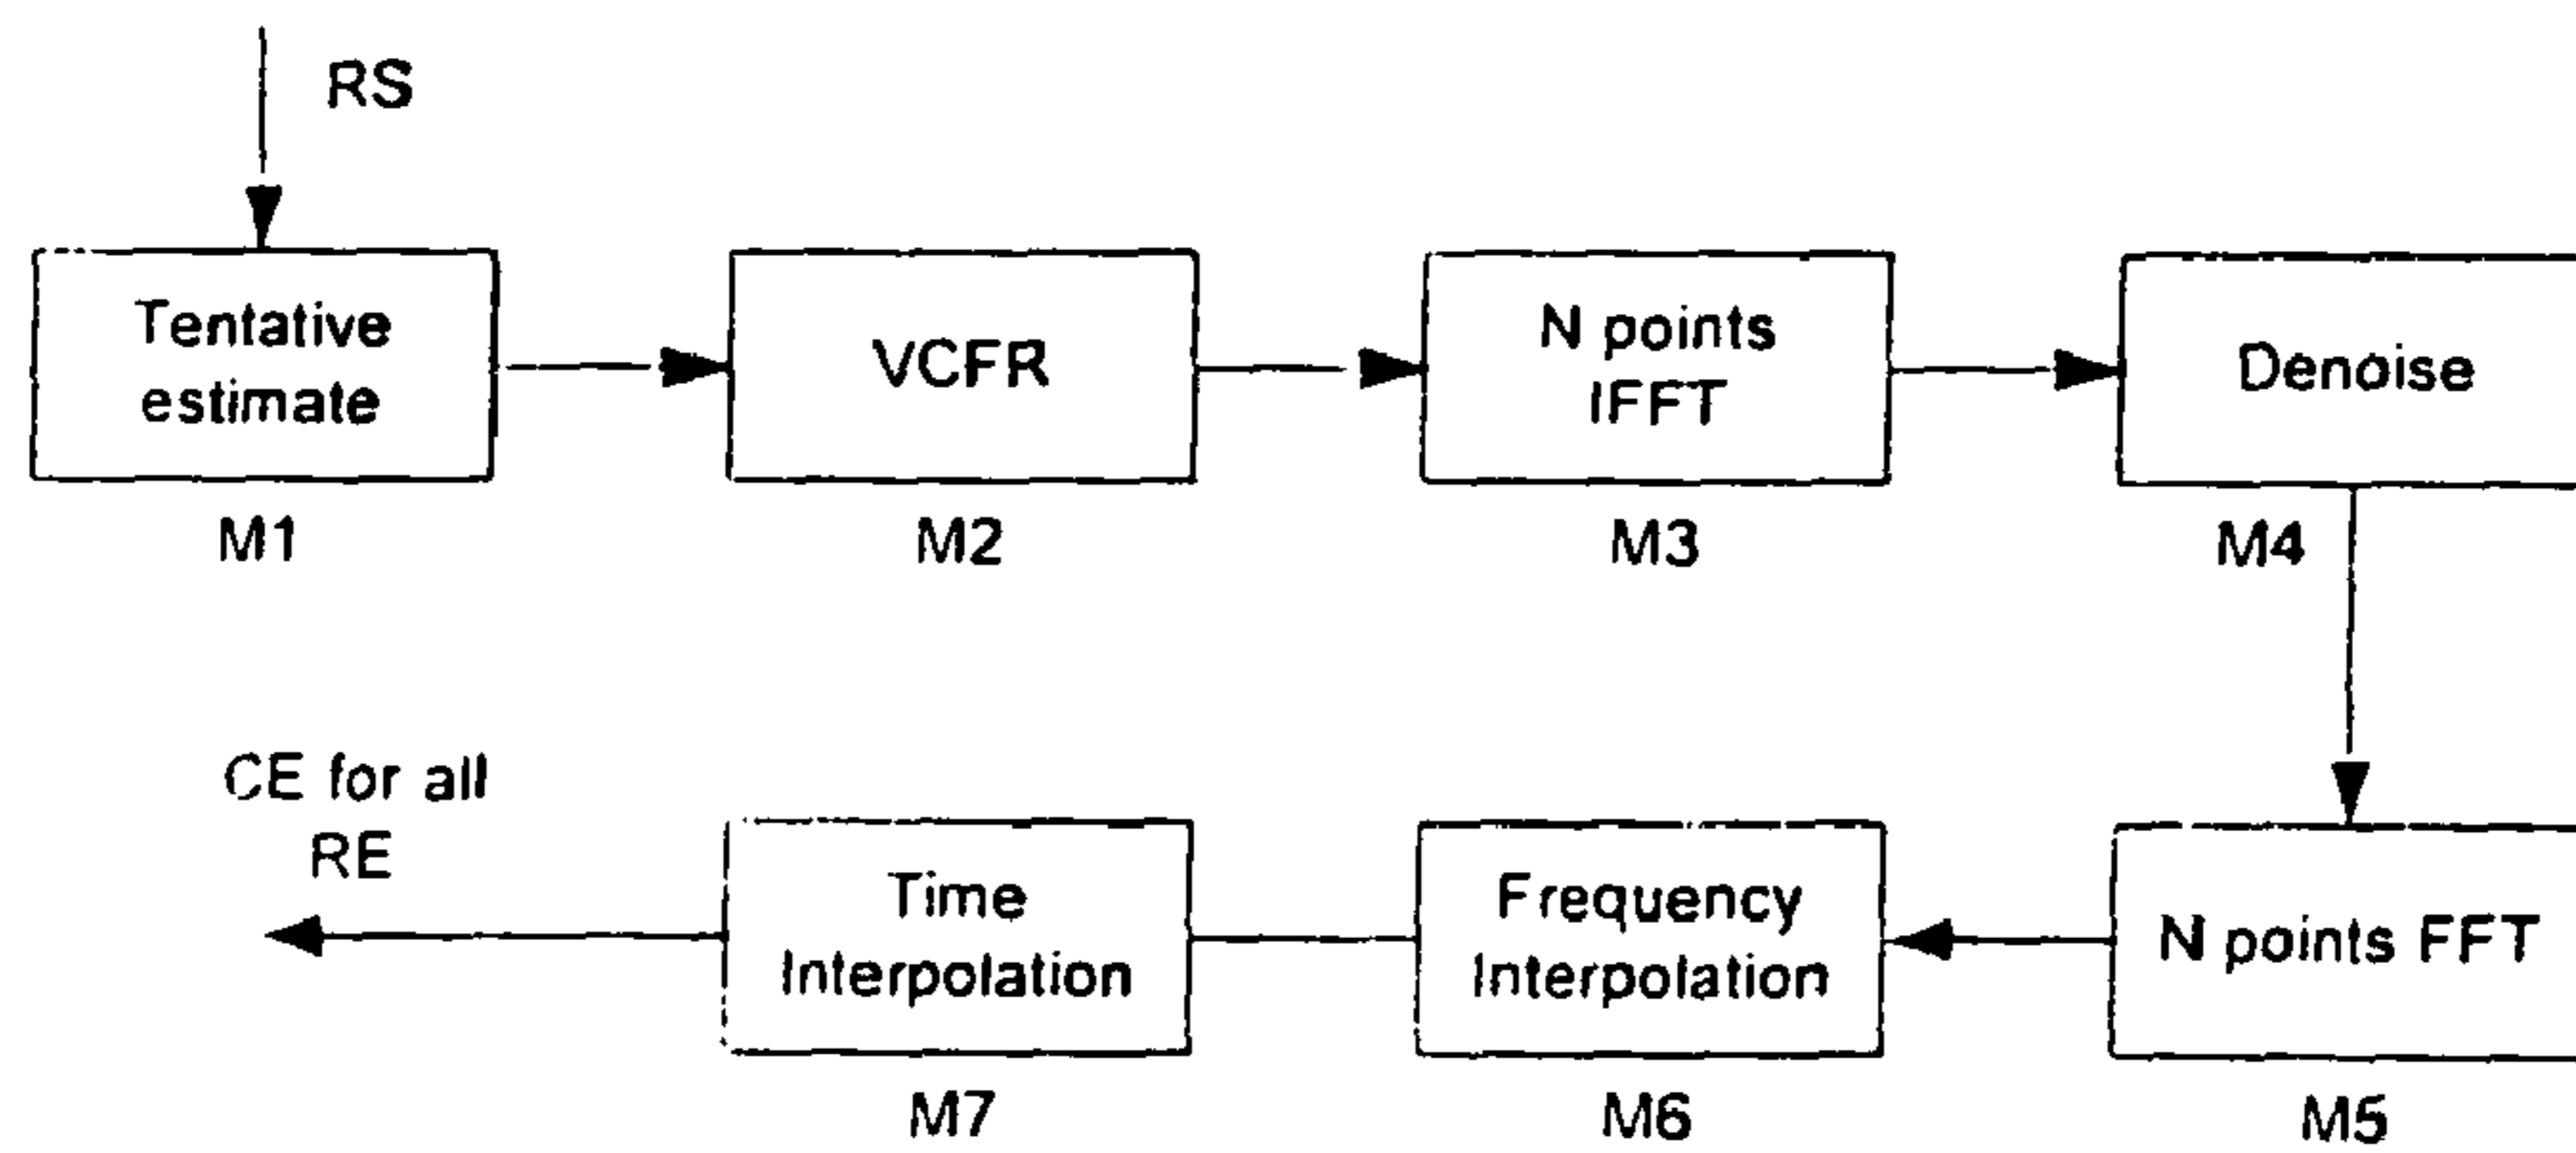 RS
Tentative
estimate
M1
VCFR
M2
N points
IFFT
M3
Denoise
M4
N points FFT
M5
Frequency
Interpolation
M6
Time
Interpolation
M7
CE for all
RE